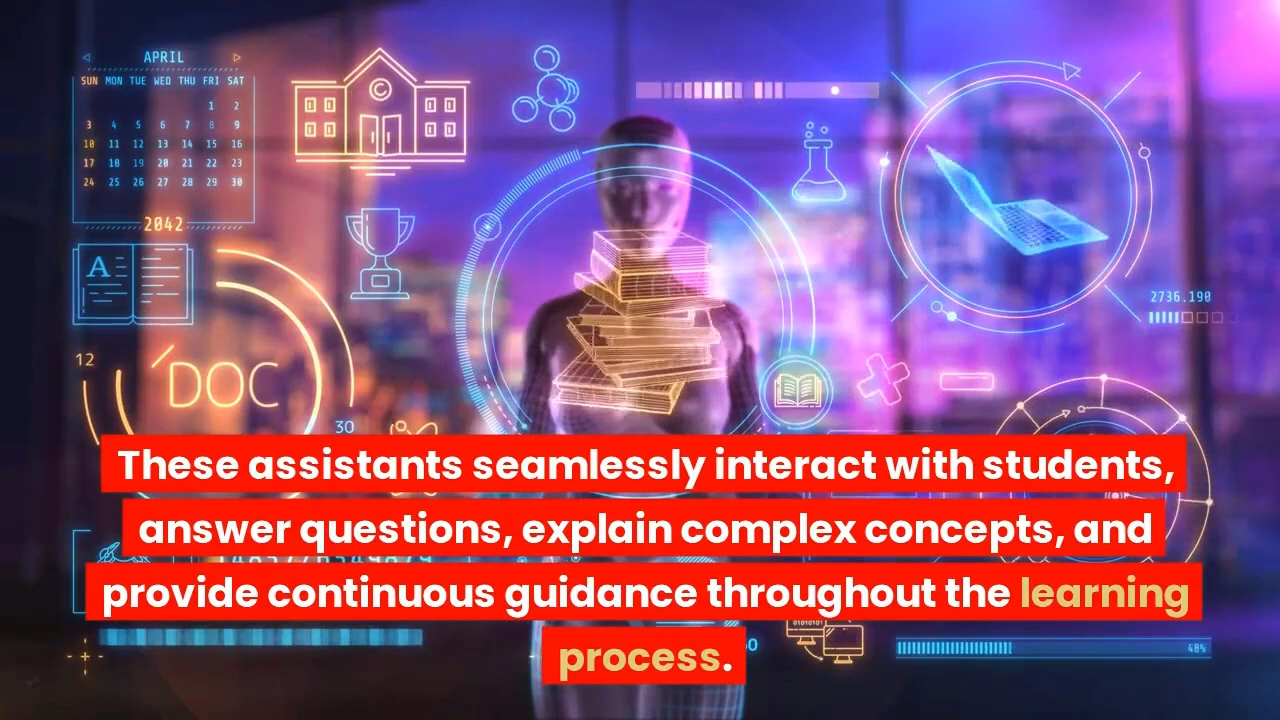 APRIL
SUN MON TUE WED THU FRI SAT
1 2
3 4 5 6 7 8 9
10 11 12 13 14 15 16
17 18 19 20 21 22 23
24 25 26 27 28 29 30
2042
A
2736.190
12
DOC
30
These assistants seamlessly interact with students,
answer questions, explain complex concepts, and
provide continuous guidance throughout the learning
process.
01010101
48%